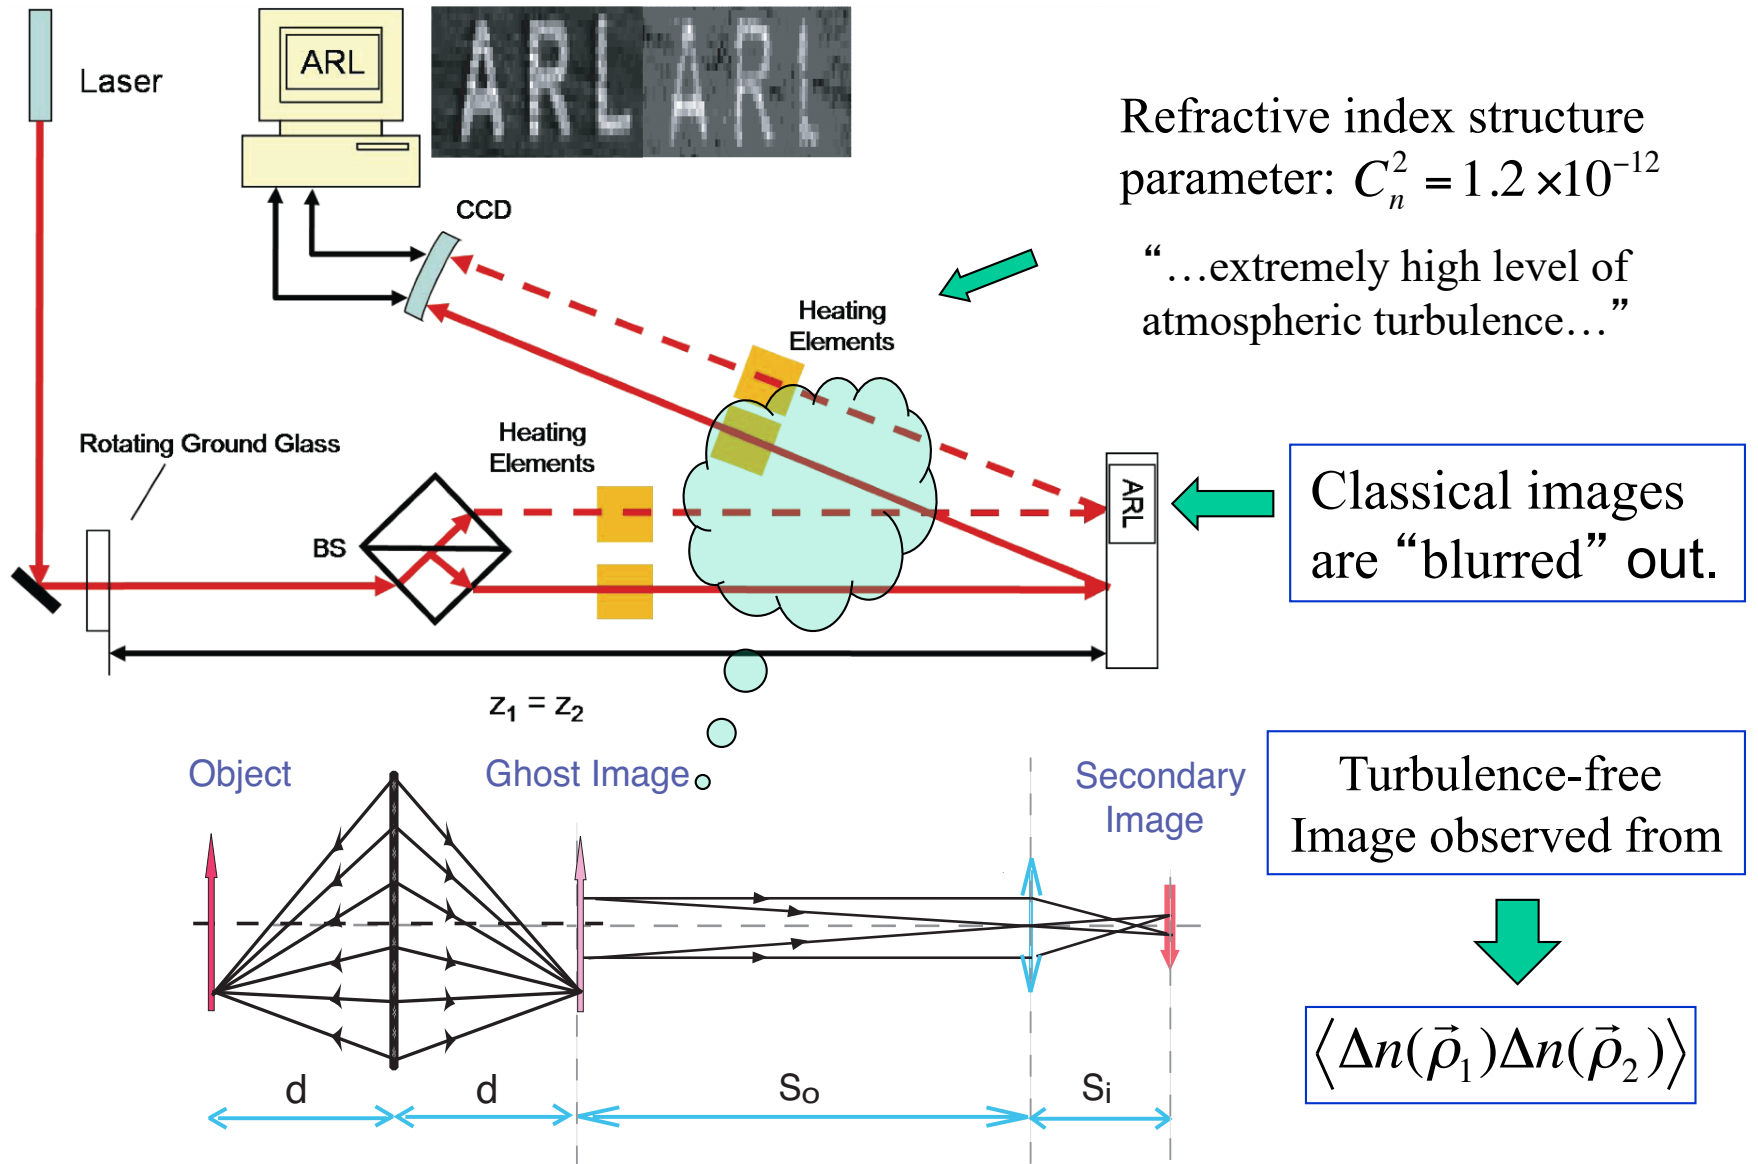 Laser
ARL
ARL ARL
Refractive index structure
parameter: C_n^2 = 1.2 ×10^−12
CCD
“…extremely high level of
atmospheric turbulence…”
Heating
Elements
Rotating Ground Glass
Heating
Elements
BS
ARL
Classical images
are “blurred” out.
z₁ = z₂
Object
Ghost Image
Secondary
Image
Turbulence-free
Image observed from
d
d
So
Si
⟨Δn(ρ⃗₁)Δn(ρ⃗₂)⟩